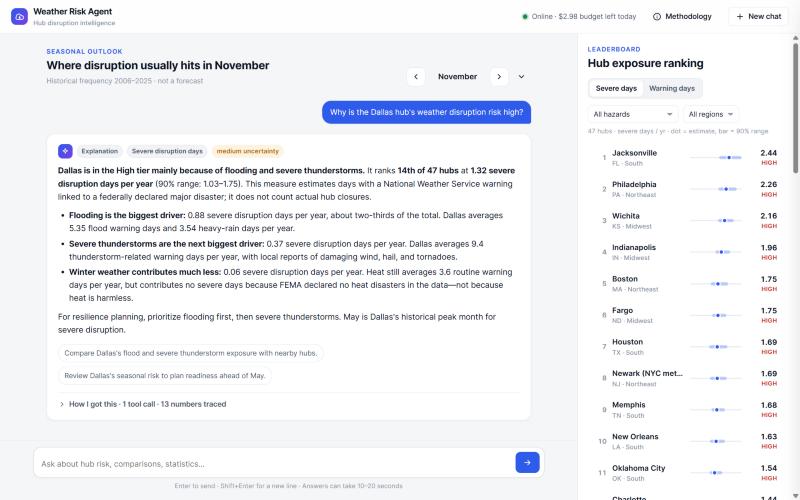 Weather Risk Agent
Hub disruption intelligence
Online · $2.98 budget left today
Methodology
New chat
SEASONAL OUTLOOK
Where disruption usually hits in November
Historical frequency 2006–2025 · not a forecast
November
Why is the Dallas hub's weather disruption risk high?
Explanation
Severe disruption days
medium uncertainty
Dallas is in the High tier mainly because of flooding and severe thunderstorms. It ranks 14th of 47 hubs at 1.32 severe
disruption days per year (90% range: 1.03–1.75). This measure estimates days with a National Weather Service warning
linked to a federally declared major disaster; it does not count actual hub closures.
• Flooding is the biggest driver: 0.88 severe disruption days per year, about two-thirds of the total. Dallas averages
5.35 flood warning days and 3.54 heavy-rain days per year.
• Severe thunderstorms are the next biggest driver: 0.37 severe disruption days per year. Dallas averages 9.4
thunderstorm-related warning days per year, with local reports of damaging wind, hail, and tornadoes.
• Winter weather contributes much less: 0.06 severe disruption days per year. Heat still averages 3.6 routine warning
days per year, but contributes no severe days because FEMA declared no heat disasters in the data—not because
heat is harmless.
For resilience planning, prioritize flooding first, then severe thunderstorms. May is Dallas's historical peak month for
severe disruption.
Compare Dallas's flood and severe thunderstorm exposure with nearby hubs.
Review Dallas's seasonal risk to plan readiness ahead of May.
How I got this · 1 tool call · 13 numbers traced
Ask about hub risk, comparisons, statistics...
Enter to send · Shift+Enter for a new line · Answers can take 10–20 seconds
LEADERBOARD
Hub exposure ranking
Severe days
Warning days
All hazards
All regions
47 hubs · severe days / yr · dot = estimate, bar = 90% range
1 Jacksonville 2.44
FL · South HIGH
2 Philadelphia 2.26
PA · Northeast HIGH
3 Wichita 2.16
KS · Midwest HIGH
4 Indianapolis 1.96
IN · Midwest HIGH
5 Boston 1.75
MA · Northeast HIGH
6 Fargo 1.75
ND · Midwest HIGH
7 Houston 1.69
TX · South HIGH
8 Newark (NYC met... 1.69
NJ · Northeast HIGH
9 Memphis 1.68
TN · South HIGH
10 New Orleans 1.63
LA · South HIGH
11 Oklahoma City 1.54
OK · South HIGH
Charlotte 1.44